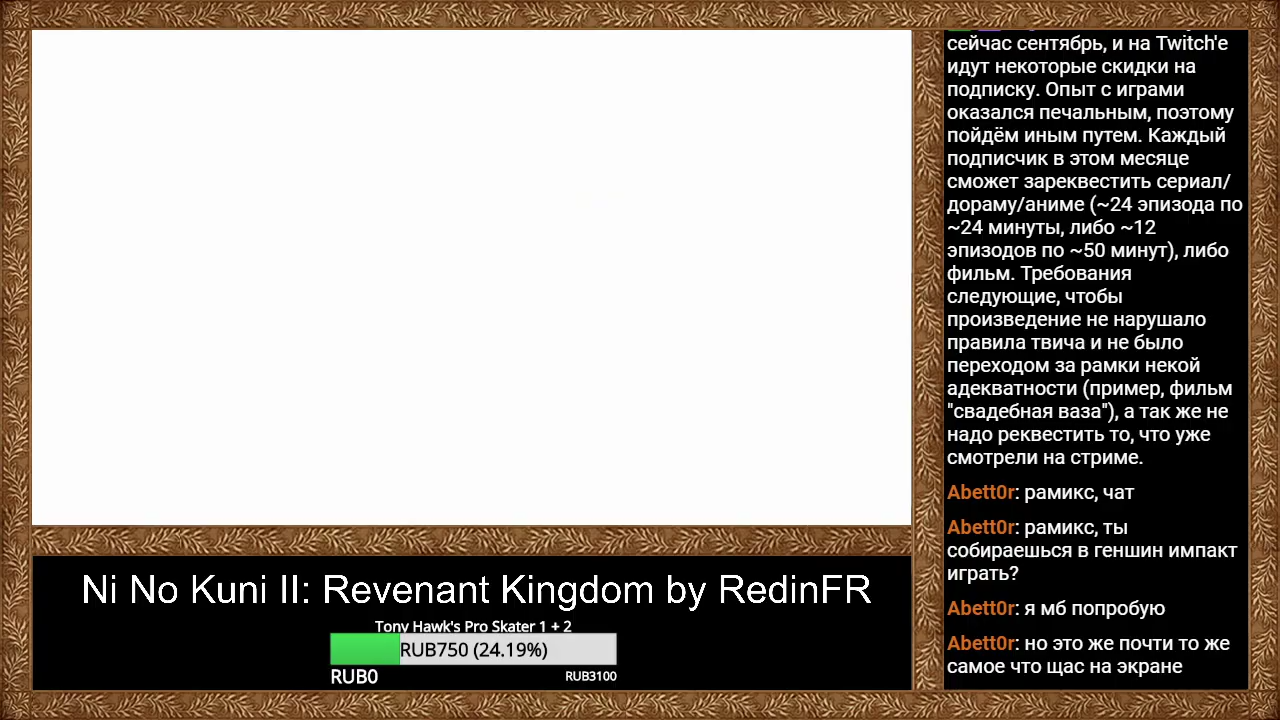 сейчас сентябрь, и на Twitch'е
идут некоторые скидки на
подписку. Опыт с играми
оказался печальным, поэтому
пойдём иным путем. Каждый
подписчик в этом месяце
сможет зареквестить сериал/
дораму/аниме (~24 эпизода по
~24 минуты, либо ~12
эпизодов по ~50 минут), либо
фильм. Требования
следующие, чтобы
произведение не нарушало
правила твича и не было
переходом за рамки некой
адекватности (пример, фильм
"свадебная ваза"), а так же не
надо реквестить то, что уже
смотрели на стриме.
Abett0r: рамикс, чат
Abett0r: рамикс, ты
собираешься в геншин импакт
играть?
Abett0r: я мб попробую
Abett0r: но это же почти то же
самое что щас на экране
Ni No Kuni II: Revenant Kingdom by RedinFR
Tony Hawk's Pro Skater 1 + 2
RUB750 (24.19%)
RUB0
RUB3100